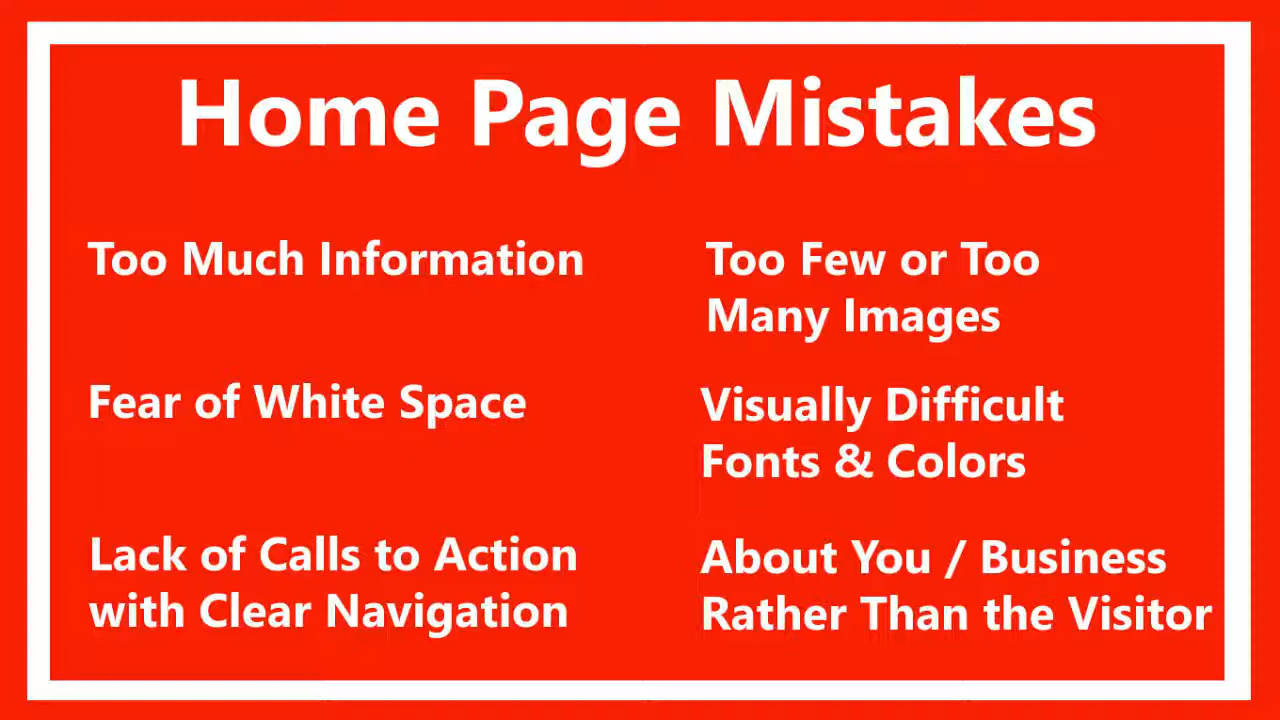 Home Page Mistakes
Too Much Information
Fear of White Space
Lack of Calls to Action
with Clear Navigation
Too Few or Too
Many Images
Visually Difficult
Fonts & Colors
About You / Business
Rather Than the Visitor